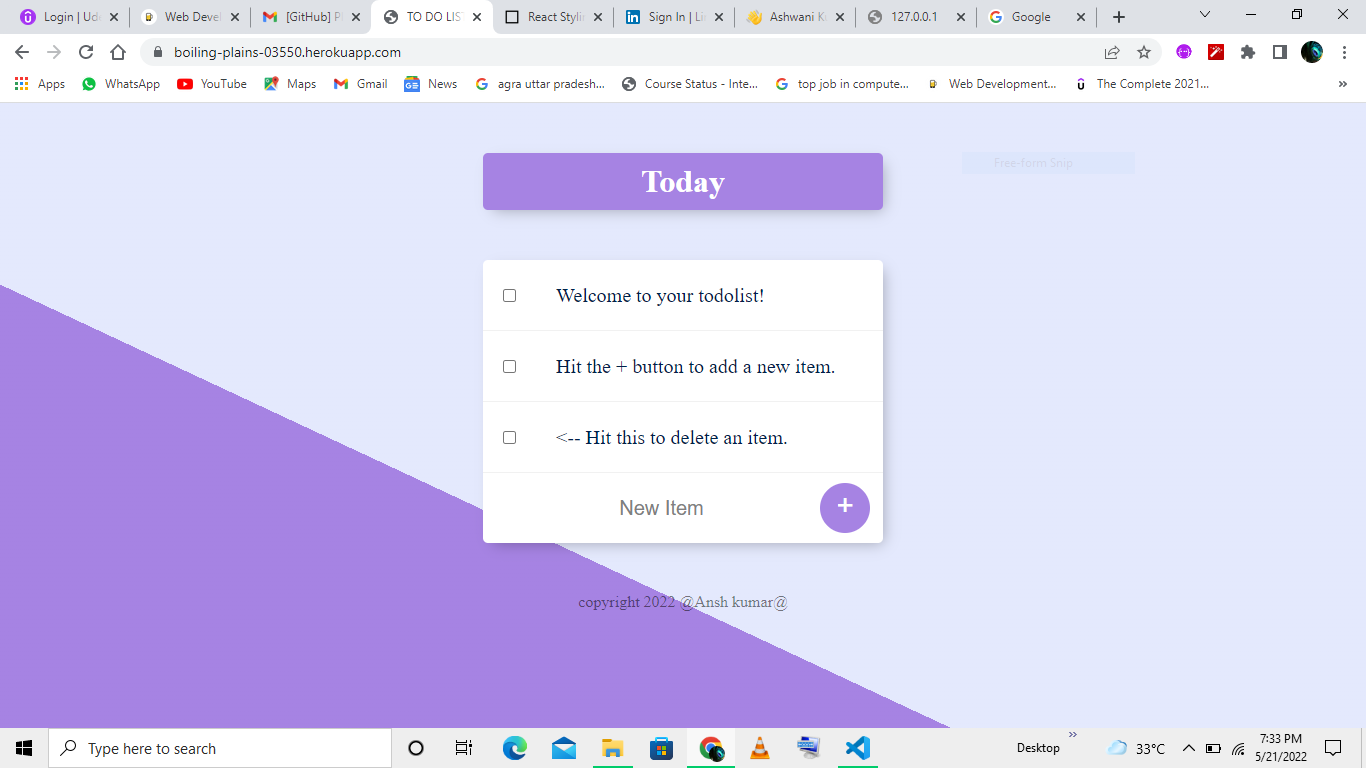 Login | Ud
Web Devel
[GitHub] P
TO DO LIS
React Stylin
Sign In | Li
Ashwani K
127.0.0.1
Google
boiling-plains-03550.herokuapp.com
Apps
WhatsApp
YouTube
Maps
Gmail
News
agra uttar pradesh...
Course Status - Inte...
top job in compute...
Web Development...
The Complete 2021...
»
Free-form Snip
Today
Welcome to your todolist!
Hit the + button to add a new item.
<-- Hit this to delete an item.
New Item
+
copyright 2022 @Ansh kumar@
Type here to search
Desktop
»
33°C
7:33 PM
5/21/2022